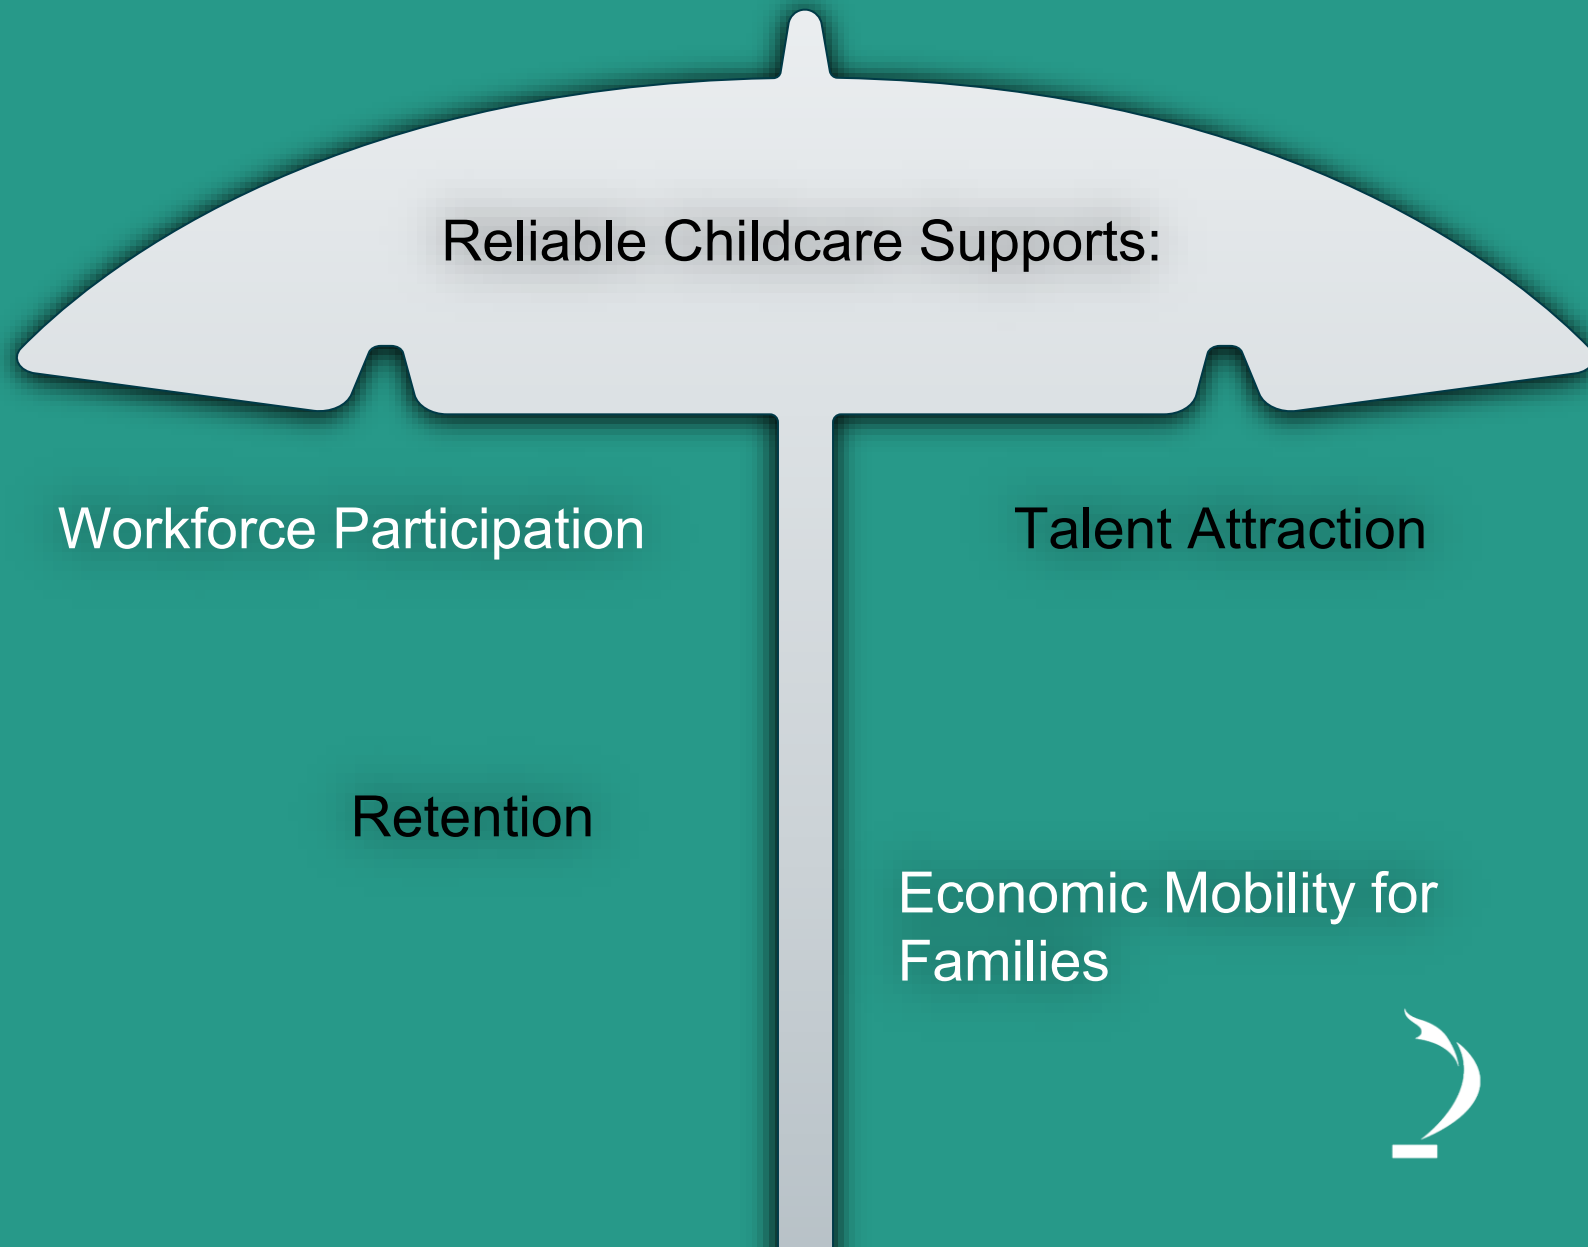 Reliable Childcare Supports:
Workforce Participation
Talent Attraction
Retention
Economic Mobility for
Families